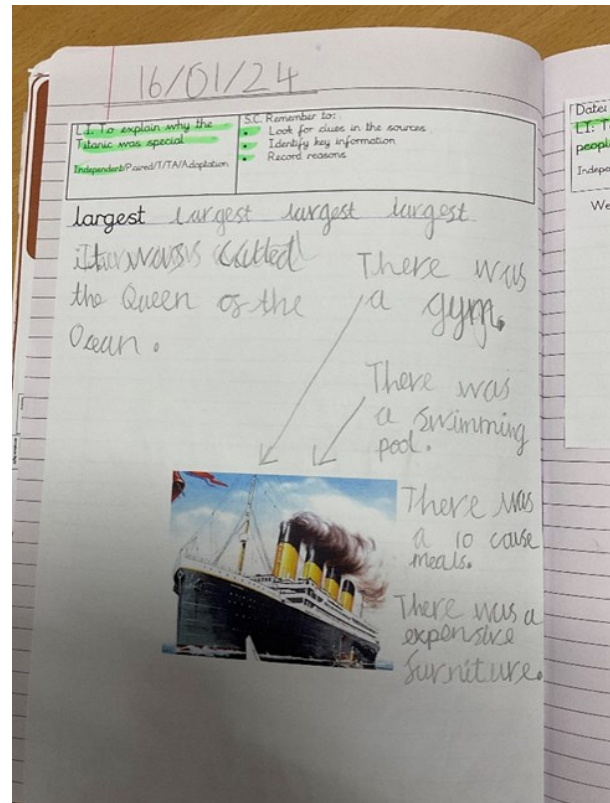 16/01/24
L.I. To explain why the
Titanic was special
Independent/Paired/T/TA/Adaptation
S.C. Remember to:
• Look for clues in the sources
• Identify key information
• Record reasons
largest largest largest largest
It was called
the Queen of the
Ocean.
There was
a gym.
There was
a swimming
pool.
There was
a 10 cause
meals.
There was a
expensive
furniture.
Date:
LI: T
peopl
Indepe
We